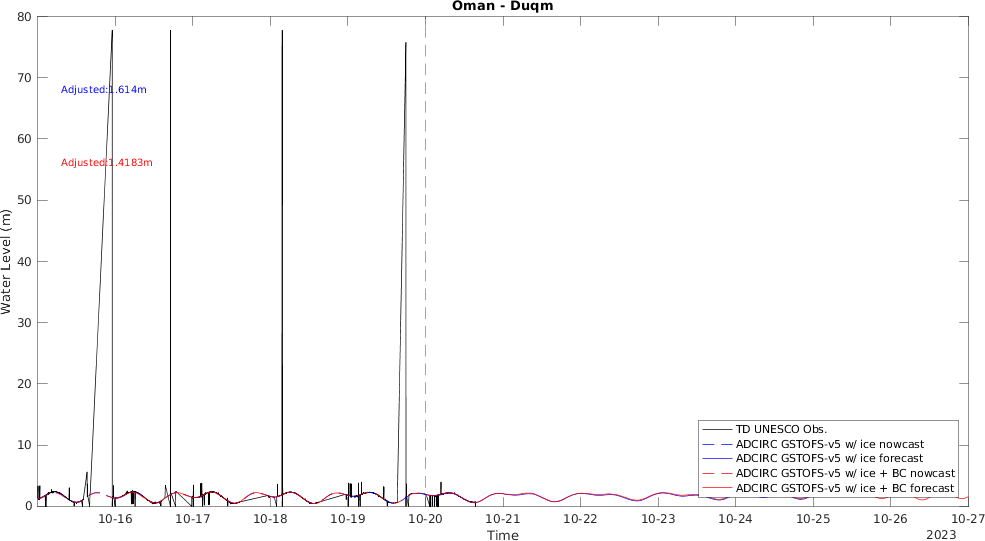 Oman - Duqm
80
70
60
50
40
30
20
10
0
Water Level (m)
Adjusted:1.614m
Adjusted:1.4183m
TD UNESCO Obs.
ADCIRC GSTOFS-v5 w/ ice nowcast
ADCIRC GSTOFS-v5 w/ ice forecast
ADCIRC GSTOFS-v5 w/ ice + BC nowcast
ADCIRC GSTOFS-v5 w/ ice + BC forecast
10-16 10-17 10-18 10-19 10-20 10-21 10-22 10-23 10-24 10-25 10-26 10-27
Time
2023